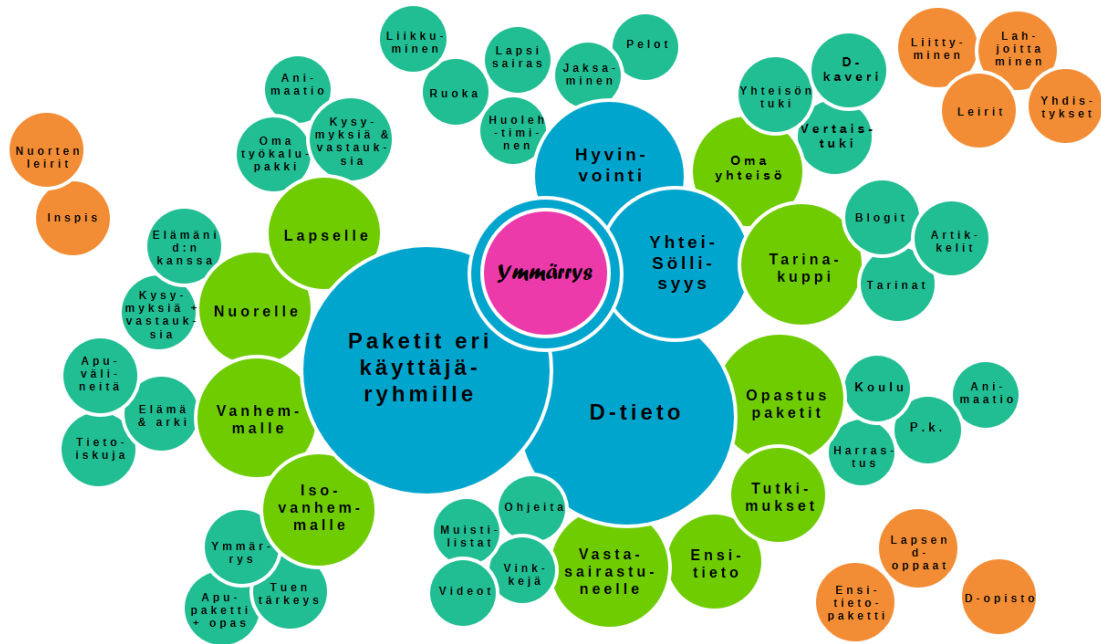 Liikku-
minen
Ruoka
Lapsi
sairas
Huoleh
-timi-
nen
Jaksa-
minen
Pelot
Hyvin-
vointi
Yhteisön
tuki
D-
kaveri
Vertais-
tuki
Oma
yhteisö
Liitty-
minen
Lah-
joitta
minen
Leirit
Yhdis-
tykset
Nuorten
leirit
Inspis
Ani-
maatio
Oma
työkalu-
pakki
Kysy-
myksiä &
vastauk-
sia
Lapselle
Elämäni
d:n
kanssa
Kysy-
myksiä +
vastauk-
sia
Nuorelle
Ymmärrys
Yhtei-
Sölli-
syys
Tarina-
kuppi
Blogit
Artik-
kelit
Tarinat
Paketit eri
käyttäjä-
ryhmille
D-tieto
Apu-
väli-
neitä
Elämä
& arki
Tieto-
iskuja
Vanhem-
malle
Iso-
vanhem-
malle
Ymmär-
rys
Apu-
paketti
+ opas
Tuen
tärkeys
Opastus
paketit
Koulu
Harras-
tus
P.k.
Ani-
maatio
Tutki-
mukset
Ensi-
tieto
Vasta-
sairastu-
neelle
Ohjeita
Muisti-
listat
Vink-
kejä
Videot
Lapsen
d-
oppaat
Ensi-
tieto-
paketti
D-opisto